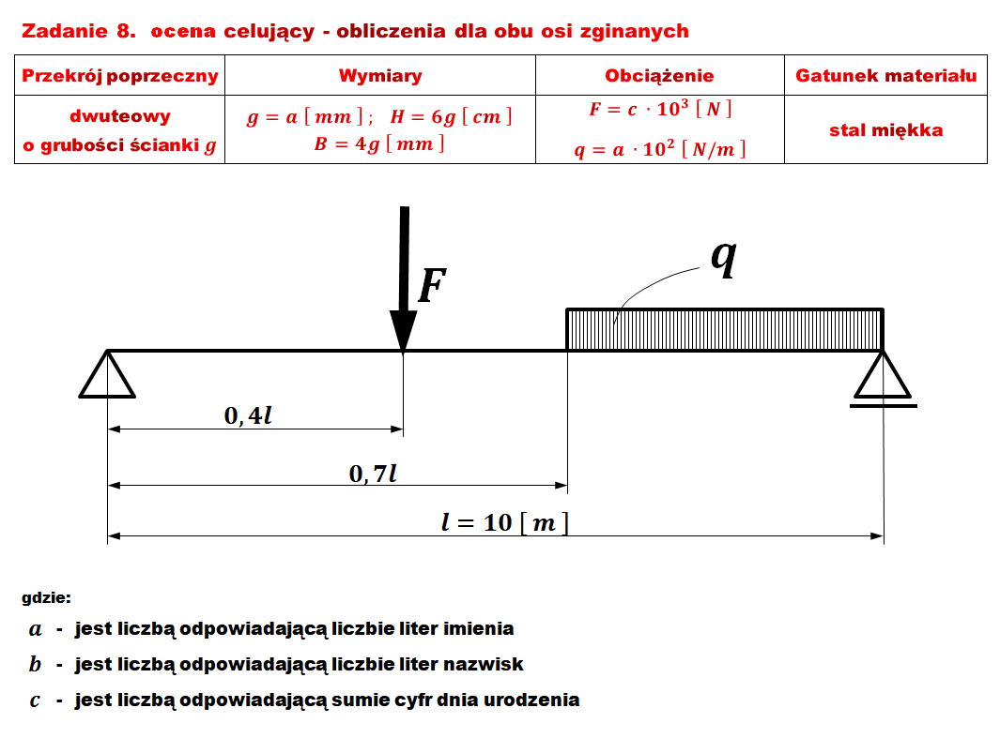 Zadanie 8. ocena celujący - obliczenia dla obu osi zginanych
Przekrój poprzeczny Wymiary Obciążenie Gatunek materiału
dwuteowy
o grubości ścianki g
g = a [ mm ] ; H = 6g [ cm ]
B = 4g [ mm ]
F = c · 10³ [ N ]
q = a · 10² [ N/m ]
stal miękka
q
F
0,4l
0,7l
l = 10 [ m ]
gdzie:
a - jest liczbą odpowiadającą liczbie liter imienia
b - jest liczbą odpowiadającą liczbie liter nazwisk
c - jest liczbą odpowiadającą sumie cyfr dnia urodzenia